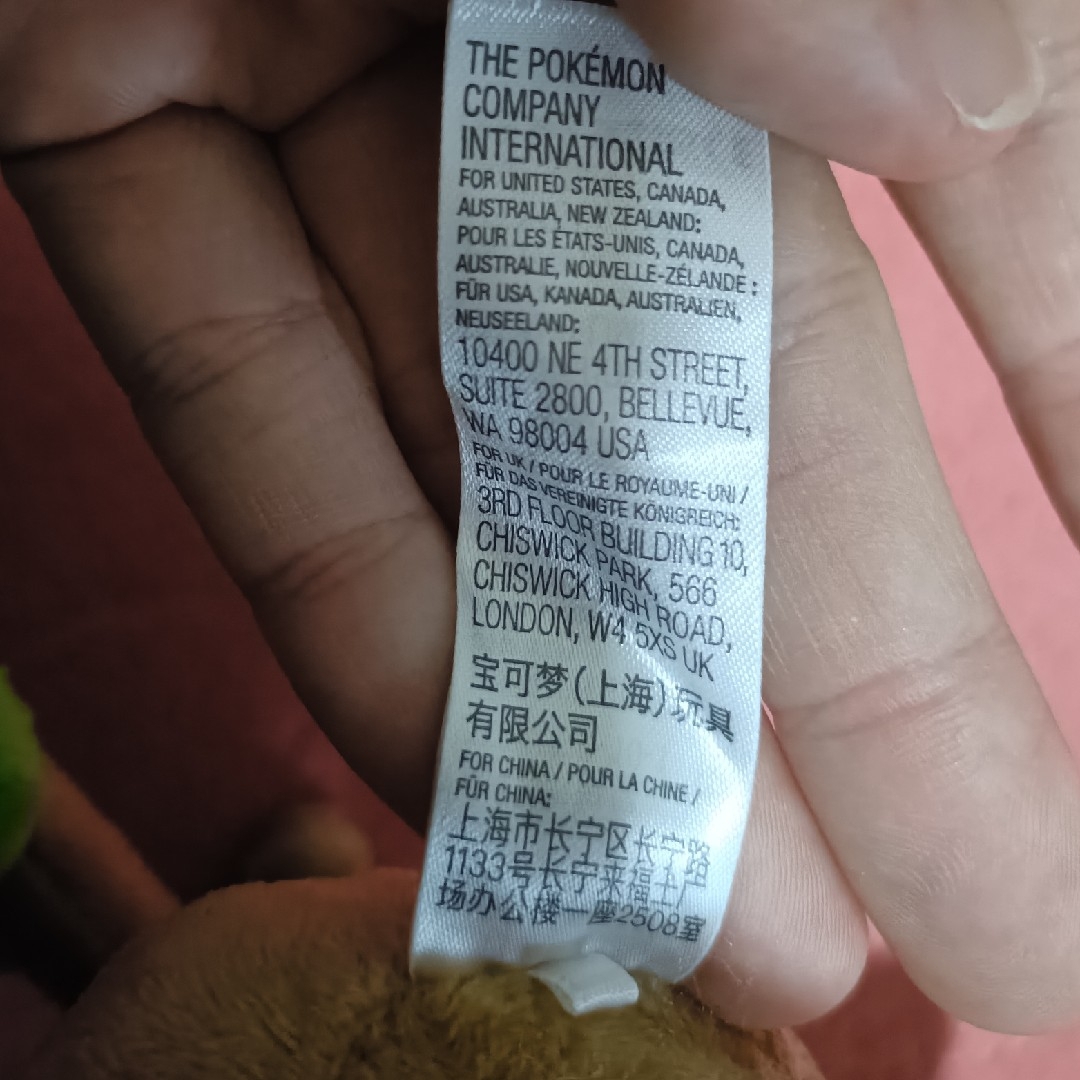 THE POKÉMON
COMPANY
INTERNATIONAL
FOR UNITED STATES, CANADA,
AUSTRALIA, NEW ZEALAND:
POUR LES ÉTATS-UNIS, CANADA,
AUSTRALIE, NOUVELLE-ZÉLANDE :
FÜR USA, KANADA, AUSTRALIEN,
NEUSEELAND:
10400 NE 4TH STREET,
SUITE 2800, BELLEVUE,
WA 98004 USA
FOR UK / POUR LE ROYAUME-UNI /
FÜR DAS VEREINIGTE KÖNIGREICH:
3RD FLOOR BUILDING 10,
CHISWICK PARK, 566
CHISWICK HIGH ROAD,
LONDON, W4 5XS UK
宝可梦(上海)玩具
有限公司
FOR CHINA / POUR LA CHINE /
FÜR CHINA:
上海市长宁区长宁路
1133号长宁来福士广
场办公楼一座2508室